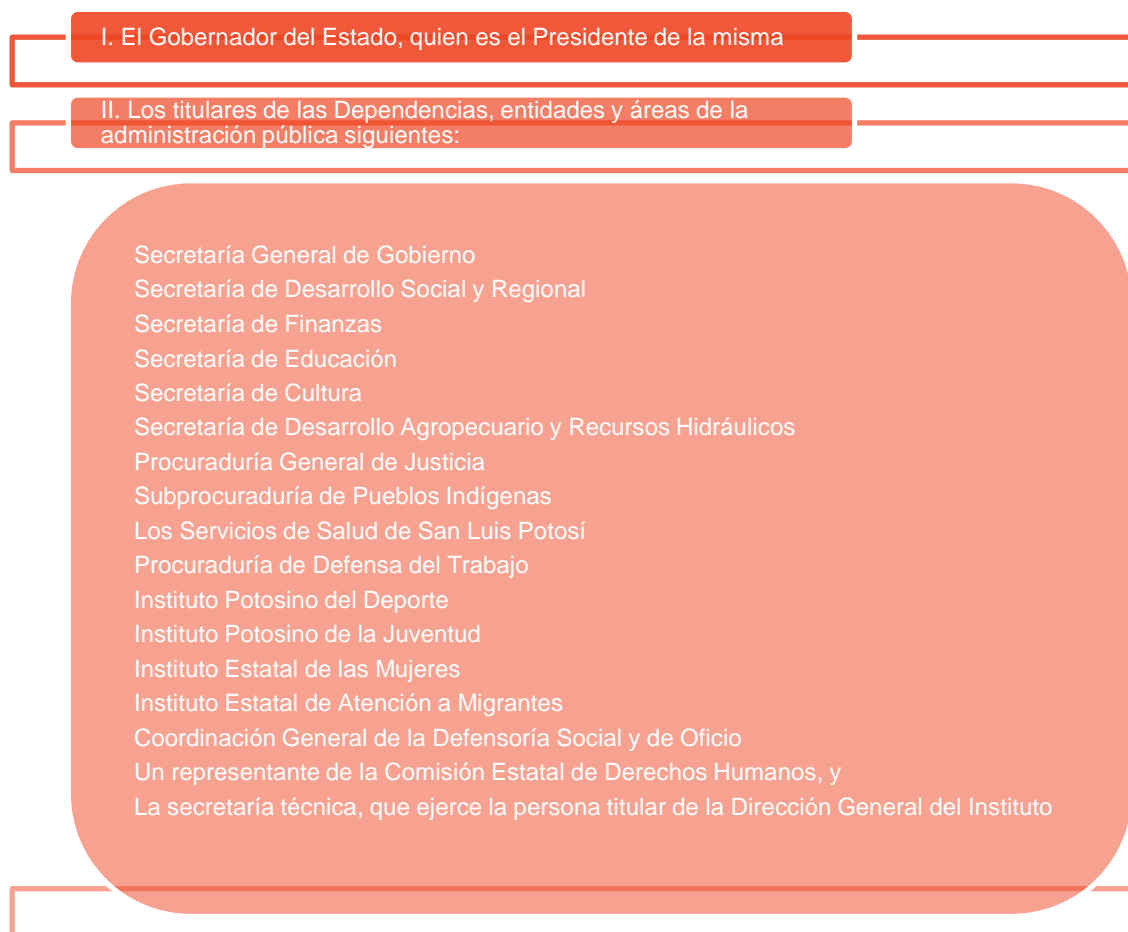 I. El Gobernador del Estado, quien es el Presidente de la misma
II. Los titulares de las Dependencias, entidades y áreas de la
administración pública siguientes:
Secretaría General de Gobierno
Secretaría de Desarrollo Social y Regional
Secretaría de Finanzas
Secretaría de Educación
Secretaría de Cultura
Secretaría de Desarrollo Agropecuario y Recursos Hidráulicos
Procuraduría General de Justicia
Subprocuraduría de Pueblos Indígenas
Los Servicios de Salud de San Luis Potosí
Procuraduría de Defensa del Trabajo
Instituto Potosino del Deporte
Instituto Potosino de la Juventud
Instituto Estatal de las Mujeres
Instituto Estatal de Atención a Migrantes
Coordinación General de la Defensoría Social y de Oficio
Un representante de la Comisión Estatal de Derechos Humanos, y
La secretaría técnica, que ejerce la persona titular de la Dirección General del Instituto